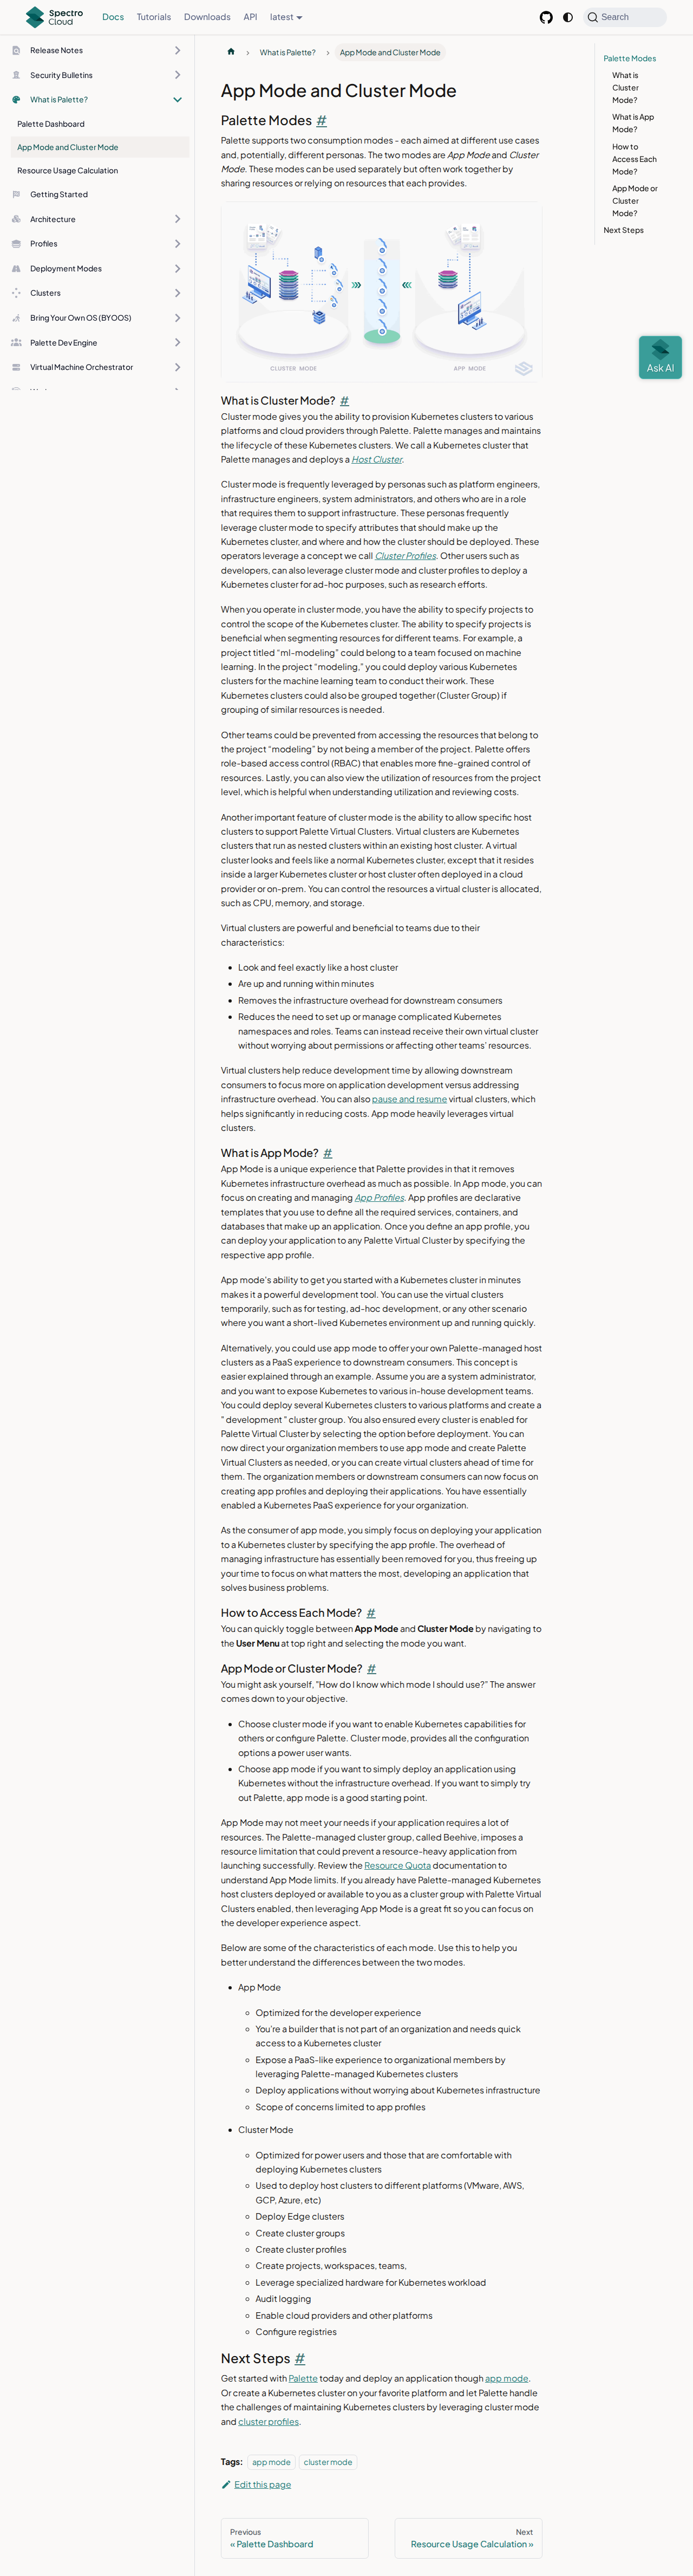 Spectro Cloud
Docs
Tutorials
Downloads
API
latest
Search
Release Notes
Security Bulletins
What is Palette?
Palette Dashboard
App Mode and Cluster Mode
Resource Usage Calculation
Getting Started
Architecture
Profiles
Deployment Modes
Clusters
Bring Your Own OS (BYOOS)
Palette Dev Engine
Virtual Machine Orchestrator
What is Palette?
App Mode and Cluster Mode
App Mode and Cluster Mode
Palette Modes #
Palette supports two consumption modes - each aimed at different use cases
and, potentially, different personas. The two modes are App Mode and Cluster
Mode. These modes can be used separately but often work together by
sharing resources or relying on resources that each provides.
CLUSTER MODE
APP MODE
What is Cluster Mode? #
Cluster mode gives you the ability to provision Kubernetes clusters to various
platforms and cloud providers through Palette. Palette manages and maintains
the lifecycle of these Kubernetes clusters. We call a Kubernetes cluster that
Palette manages and deploys a Host Cluster.
Cluster mode is frequently leveraged by personas such as platform engineers,
infrastructure engineers, system administrators, and others who are in a role
that requires them to support infrastructure. These personas frequently
leverage cluster mode to specify attributes that should make up the
Kubernetes cluster, and where and how the cluster should be deployed. These
operators leverage a concept we call Cluster Profiles. Other users such as
developers, can also leverage cluster mode and cluster profiles to deploy a
Kubernetes cluster for ad-hoc purposes, such as research efforts.
When you operate in cluster mode, you have the ability to specify projects to
control the scope of the Kubernetes cluster. The ability to specify projects is
beneficial when segmenting resources for different teams. For example, a
project titled “ml-modeling” could belong to a team focused on machine
learning. In the project “modeling,” you could deploy various Kubernetes
clusters for the machine learning team to conduct their work. These
Kubernetes clusters could also be grouped together (Cluster Group) if
grouping of similar resources is needed.
Other teams could be prevented from accessing the resources that belong to
the project “modeling” by not being a member of the project. Palette offers
role-based access control (RBAC) that enables more fine-grained control of
resources. Lastly, you can also view the utilization of resources from the project
level, which is helpful when understanding utilization and reviewing costs.
Another important feature of cluster mode is the ability to allow specific host
clusters to support Palette Virtual Clusters. Virtual clusters are Kubernetes
clusters that run as nested clusters within an existing host cluster. A virtual
cluster looks and feels like a normal Kubernetes cluster, except that it resides
inside a larger Kubernetes cluster or host cluster often deployed in a cloud
provider or on-prem. You can control the resources a virtual cluster is allocated,
such as CPU, memory, and storage.
Virtual clusters are powerful and beneficial to teams due to their
characteristics:
Look and feel exactly like a host cluster
Are up and running within minutes
Removes the infrastructure overhead for downstream consumers
Reduces the need to set up or manage complicated Kubernetes
namespaces and roles. Teams can instead receive their own virtual cluster
without worrying about permissions or affecting other teams’ resources.
Virtual clusters help reduce development time by allowing downstream
consumers to focus more on application development versus addressing
infrastructure overhead. You can also pause and resume virtual clusters, which
helps significantly in reducing costs. App mode heavily leverages virtual
clusters.
What is App Mode? #
App Mode is a unique experience that Palette provides in that it removes
Kubernetes infrastructure overhead as much as possible. In App mode, you can
focus on creating and managing App Profiles. App profiles are declarative
templates that you use to define all the required services, containers, and
databases that make up an application. Once you define an app profile, you
can deploy your application to any Palette Virtual Cluster by specifying the
respective app profile.
App mode’s ability to get you started with a Kubernetes cluster in minutes
makes it a powerful development tool. You can use the virtual clusters
temporarily, such as for testing, ad-hoc development, or any other scenario
where you want a short-lived Kubernetes environment up and running quickly.
Alternatively, you could use app mode to offer your own Palette-managed host
clusters as a PaaS experience to downstream consumers. This concept is
easier explained through an example. Assume you are a system administrator,
and you want to expose Kubernetes to various in-house development teams.
You could deploy several Kubernetes clusters to various platforms and create a
" development " cluster group. You also ensured every cluster is enabled for
Palette Virtual Cluster by selecting the option before deployment. You can
now direct your organization members to use app mode and create Palette
Virtual Clusters as needed, or you can create virtual clusters ahead of time for
them. The organization members or downstream consumers can now focus on
creating app profiles and deploying their applications. You have essentially
enabled a Kubernetes PaaS experience for your organization.
As the consumer of app mode, you simply focus on deploying your application
to a Kubernetes cluster by specifying the app profile. The overhead of
managing infrastructure has essentially been removed for you, thus freeing up
your time to focus on what matters the most, developing an application that
solves business problems.
How to Access Each Mode? #
You can quickly toggle between App Mode and Cluster Mode by navigating to
the User Menu at top right and selecting the mode you want.
App Mode or Cluster Mode? #
You might ask yourself, "How do I know which mode I should use?” The answer
comes down to your objective.
Choose cluster mode if you want to enable Kubernetes capabilities for
others or configure Palette. Cluster mode, provides all the configuration
options a power user wants.
Choose app mode if you want to simply deploy an application using
Kubernetes without the infrastructure overhead. If you want to simply try
out Palette, app mode is a good starting point.
App Mode may not meet your needs if your application requires a lot of
resources. The Palette-managed cluster group, called Beehive, imposes a
resource limitation that could prevent a resource-heavy application from
launching successfully. Review the Resource Quota documentation to
understand App Mode limits. If you already have Palette-managed Kubernetes
host clusters deployed or available to you as a cluster group with Palette Virtual
Clusters enabled, then leveraging App Mode is a great fit so you can focus on
the developer experience aspect.
Below are some of the characteristics of each mode. Use this to help you
better understand the differences between the two modes.
App Mode
Optimized for the developer experience
You’re a builder that is not part of an organization and needs quick
access to a Kubernetes cluster
Expose a PaaS-like experience to organizational members by
leveraging Palette-managed Kubernetes clusters
Deploy applications without worrying about Kubernetes infrastructure
Scope of concerns limited to app profiles
Cluster Mode
Optimized for power users and those that are comfortable with
deploying Kubernetes clusters
Used to deploy host clusters to different platforms (VMware, AWS,
GCP, Azure, etc)
Deploy Edge clusters
Create cluster groups
Create cluster profiles
Create projects, workspaces, teams,
Leverage specialized hardware for Kubernetes workload
Audit logging
Enable cloud providers and other platforms
Configure registries
Next Steps #
Get started with Palette today and deploy an application though app mode.
Or create a Kubernetes cluster on your favorite platform and let Palette handle
the challenges of maintaining Kubernetes clusters by leveraging cluster mode
and cluster profiles.
Tags: app mode cluster mode
Edit this page
Previous
« Palette Dashboard
Next
Resource Usage Calculation »
Palette Modes
What is
Cluster
Mode?
What is App
Mode?
How to
Access Each
Mode?
App Mode or
Cluster
Mode?
Next Steps
Ask AI